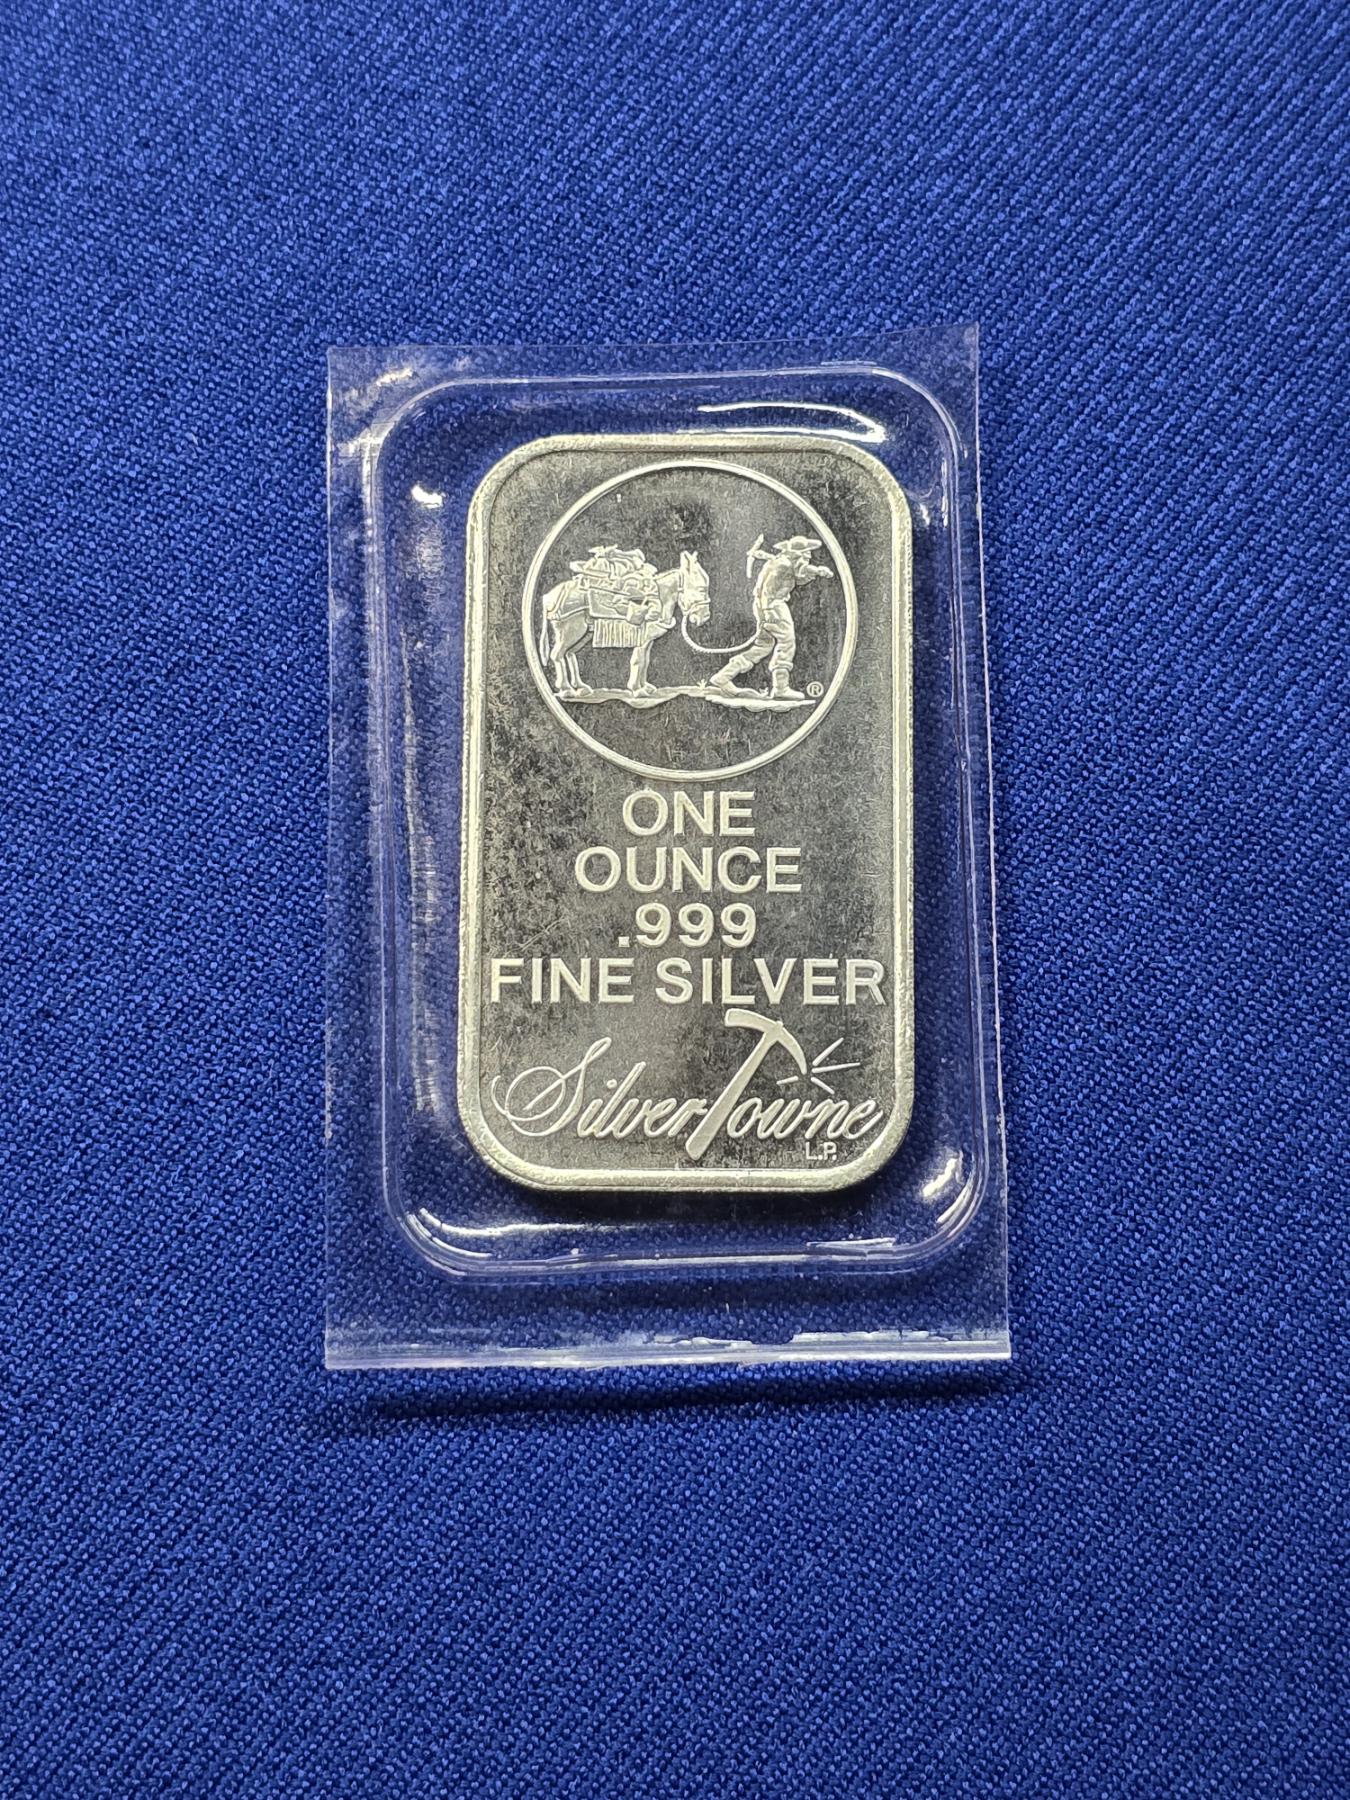 ®
ONE
OUNCE
.999
FINE SILVER
SilverTowne
L.P.